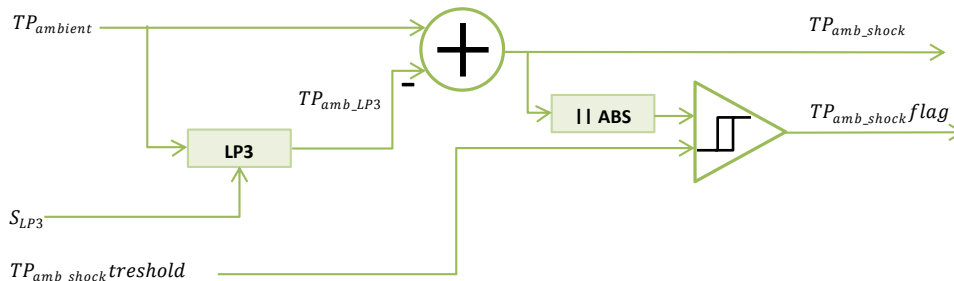 TP_ambient
TP_amb_shock
TP_amb_LP3
|| ABS
TP_amb_shock flag
LP3
S_LP3
TP_amb shock treshold